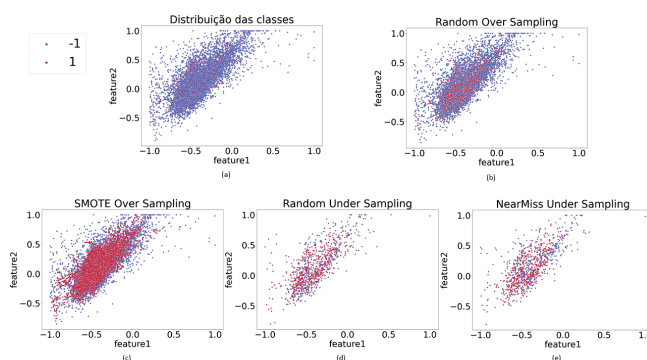 Distribuição das classes
Random Over Sampling
-1
1
1.0
0.5
0.0
−0.5
feature2
−1.0 −0.5 0.0 0.5 1.0
feature1
(a)
1.0
0.5
0.0
−0.5
feature2
−1.0 −0.5 0.0 0.5 1.0
feature1
(b)
SMOTE Over Sampling
1.0
0.5
0.0
−0.5
feature2
−1.0 −0.5 0.0 0.5 1.0
feature1
(c)
Random Under Sampling
1.0
0.5
0.0
−0.5
feature2
−1.0 −0.5 0.0 0.5 1.0
feature1
(d)
NearMiss Under Sampling
1.0
0.5
0.0
−0.5
feature2
−1.0 −0.5 0.0 0.5 1.0
feature1
(e)